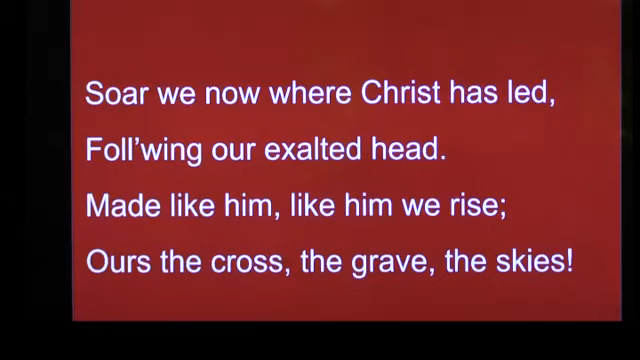 Soar we now where Christ has led,
Foll'wing our exalted head.
Made like him, like him we rise;
Ours the cross, the grave, the skies!